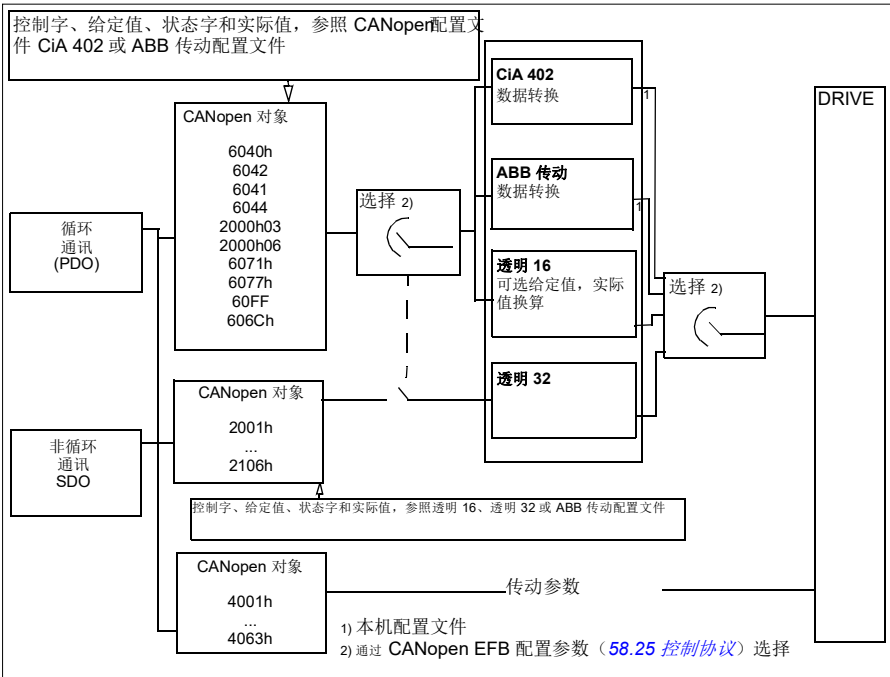 控制字、给定值、状态字和实际值，参照 CANopen配置文
件 CiA 402 或 ABB 传动配置文件
CANopen 对象
6040h
6042
6041
6044
2000h03
2000h06
6071h
6077h
60FF
606Ch
循环
通讯
(PDO)
非循环
通讯
SDO
选择 2)
CiA 402
数据转换
1
ABB 传动
数据转换
1
透明 16
可选给定值，实际
值换算
透明 32
选择 2)
DRIVE
CANopen 对象
2001h
...
2106h
控制字、给定值、状态字和实际值，参照透明 16、透明 32 或 ABB 传动配置文件
CANopen 对象
4001h
...
4063h
传动参数
1) 本机配置文件
2) 通过 CANopen EFB 配置参数（58.25 控制协议）选择